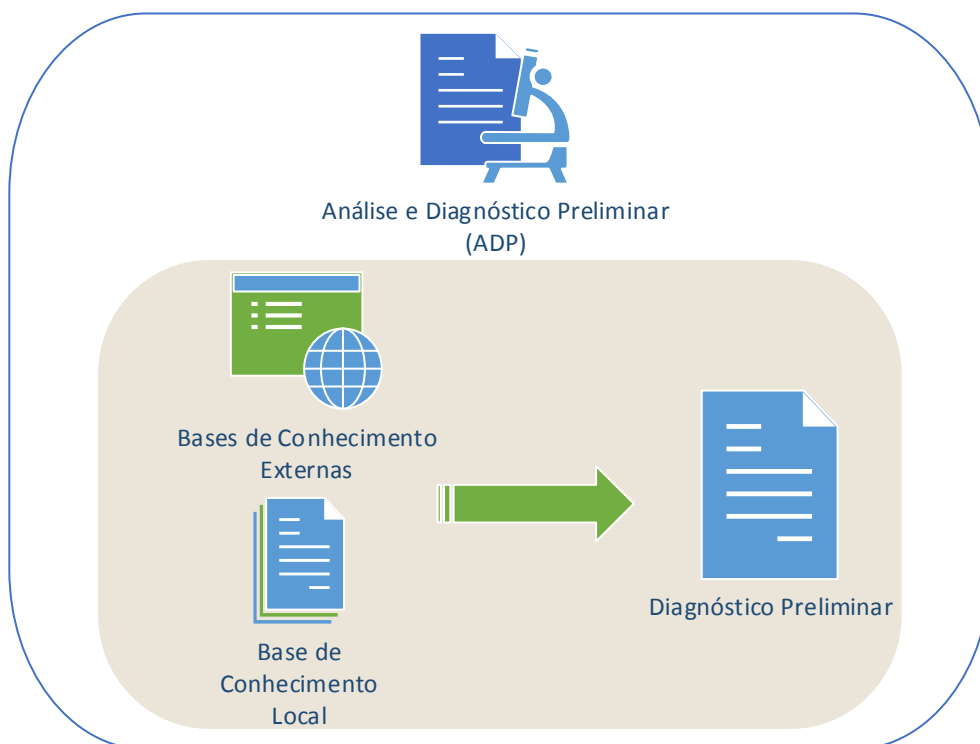 Análise e Diagnóstico Preliminar
(ADP)
Bases de Conhecimento
Externas
Base de
Conhecimento
Local
Diagnóstico Preliminar